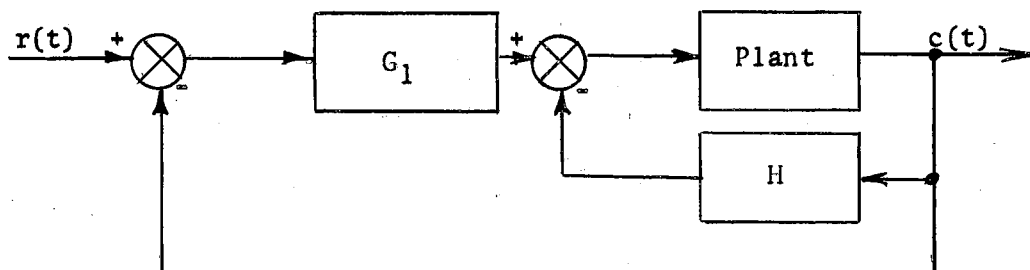 r(t) + G1 + Plant c(t)
- -
H